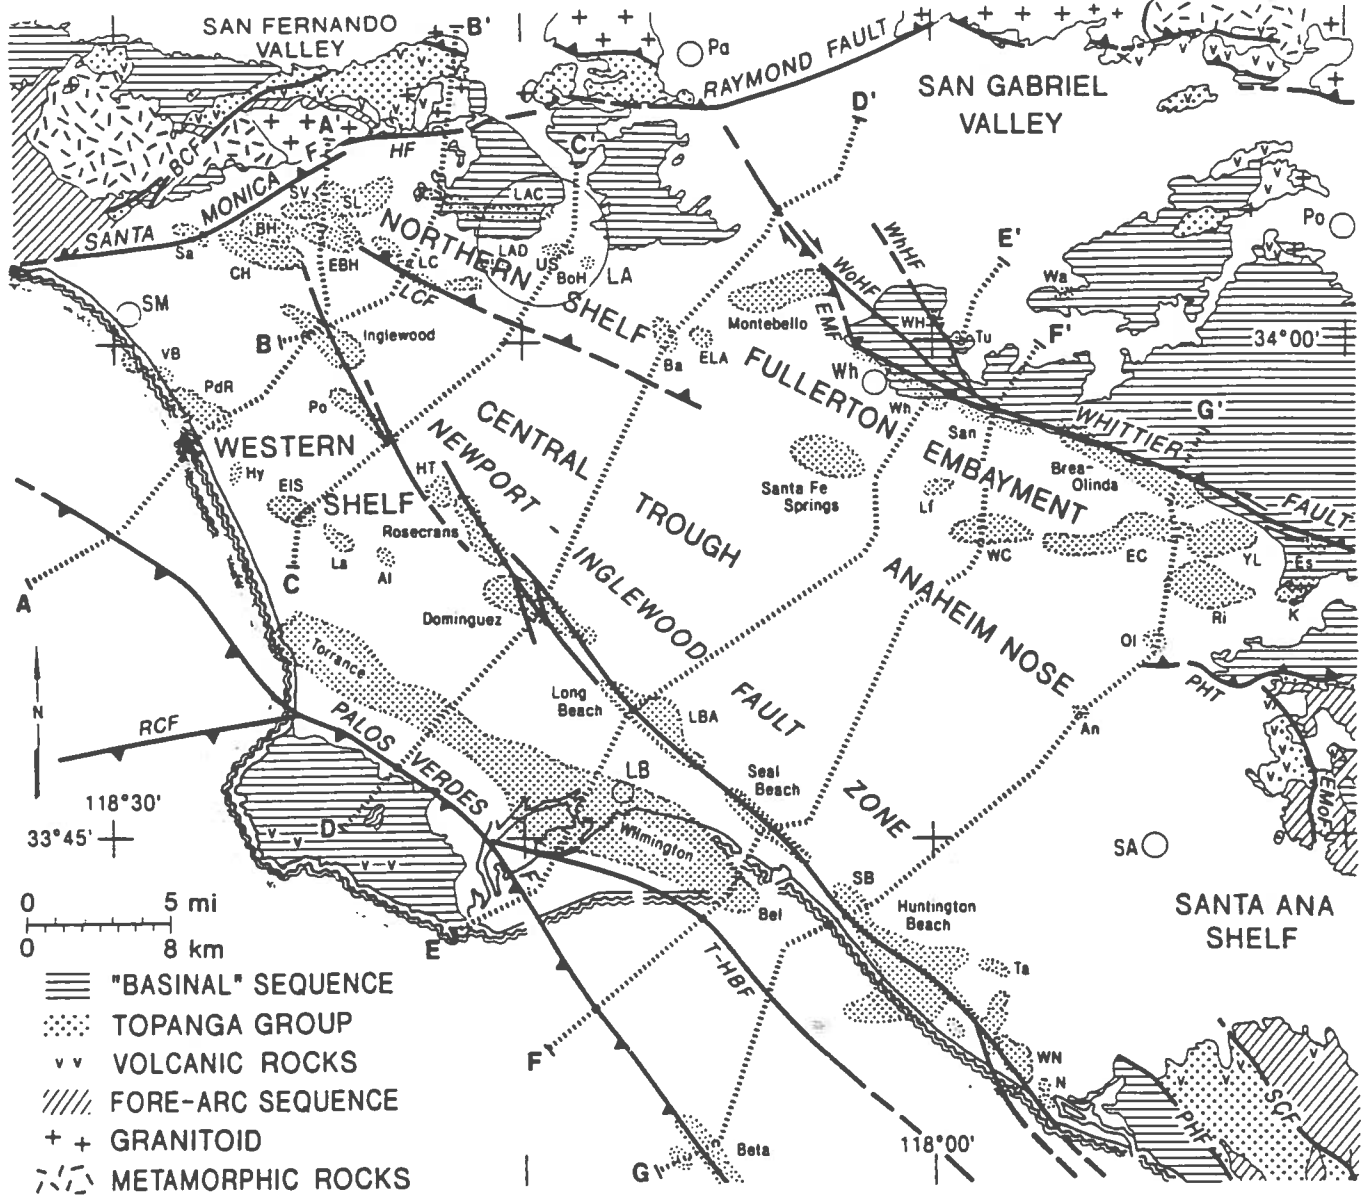 SAN FERNANDO
VALLEY
B'
Pa
RAYMOND FAULT
SAN GABRIEL
VALLEY
D'
A'
F
HF
BCF
C'
SANTA MONICA
Sa
SV
SL
BH
CH
EBH
LC
LCF
LAC
LAD
US
BoH
LA
NORTHERN
SHELF
WhHF
WoHF
EMF
E'
Wa
Po
WH
Tu
F'
34°00'
SM
VB
B
Inglewood
Montebello
Ba
ELA
Wh
Wh
San
PdR
Po
WESTERN
SHELF
Hy
EIS
La
Al
HT
Rosecrans
CENTRAL
TROUGH
NEWPORT - INGLEWOOD
FAULT
ZONE
FULLERTON
EMBAYMENT
WHITTIER
FAULT
G'
Brea-
Olinda
Santa Fe
Springs
Lf
WC
EC
YL
Es
K
Ri
Ol
PHT
An
ANAHEIM NOSE
A
C
Dominguez
Torrance
Long
Beach
LBA
RCF
PALOS VERDES
F
N
118°30'
33°45'
D
LB
Seal
Beach
Wilmington
Bel
SB
Huntington
Beach
EMoF
SA
SANTA ANA
SHELF
E
T-HBF
Ta
WN
N
F
G
Beta
118°00'
PHF
SCF
0 5 mi
0 8 km
"BASINAL" SEQUENCE
TOPANGA GROUP
VOLCANIC ROCKS
FORE-ARC SEQUENCE
GRANITOID
METAMORPHIC ROCKS